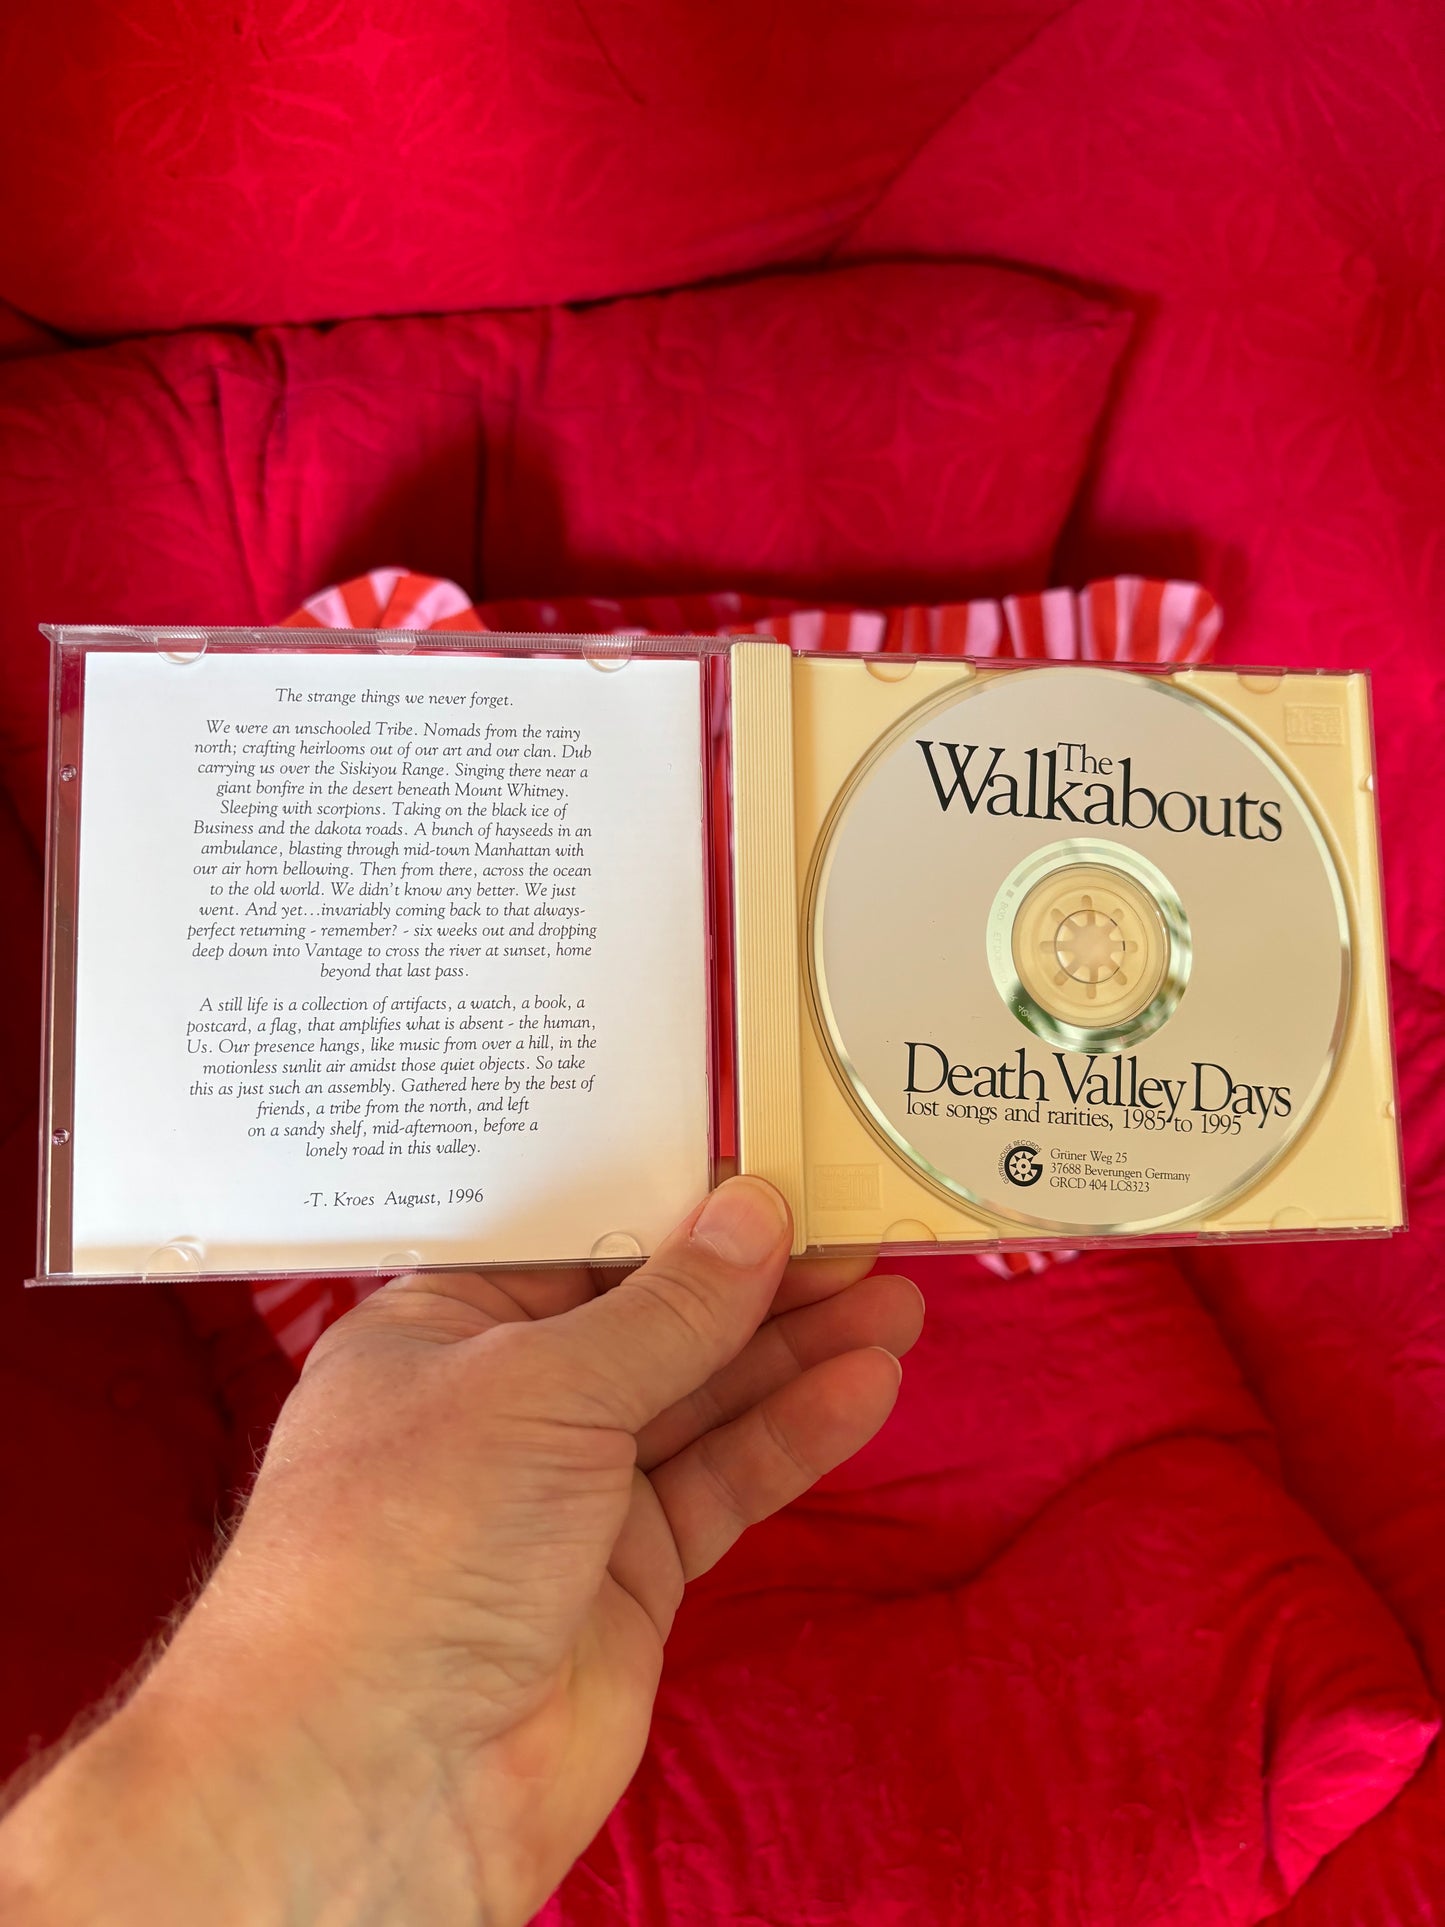 The strange things we never forget.
We were an unschooled Tribe. Nomads from the rainy
north; crafting heirlooms out of our art and our clan. Dub
carrying us over the Siskiyou Range. Singing there near a
giant bonfire in the desert beneath Mount Whitney.
Sleeping with scorpions. Taking on the black ice of
Business and the dakota roads. A bunch of hayseeds in an
ambulance, blasting through mid-town Manhattan with
our air horn bellowing. Then from there, across the ocean
to the old world. We didn't know any better. We just
went. And yet...invariably coming back to that always-
perfect returning - remember? - six weeks out and dropping
deep down into Vantage to cross the river at sunset, home
beyond that last pass.
A still life is a collection of artifacts, a watch, a book, a
postcard, a flag, that amplifies what is absent - the human,
Us. Our presence hangs, like music from over a hill, in the
motionless sunlit air amidst those quiet objects. So take
this as just such an assembly. Gathered here by the best of
friends, a tribe from the north, and left
on a sandy shelf, mid-afternoon, before a
lonely road in this valley.
-T. Kroes August, 1996
The
Walkabouts
Death Valley Days
lost songs and rarities, 1985 to 1995
GLITTERHOUSE RECORDS
Grüner Weg 25
37688 Beverungen Germany
GRCD 404 LC8323